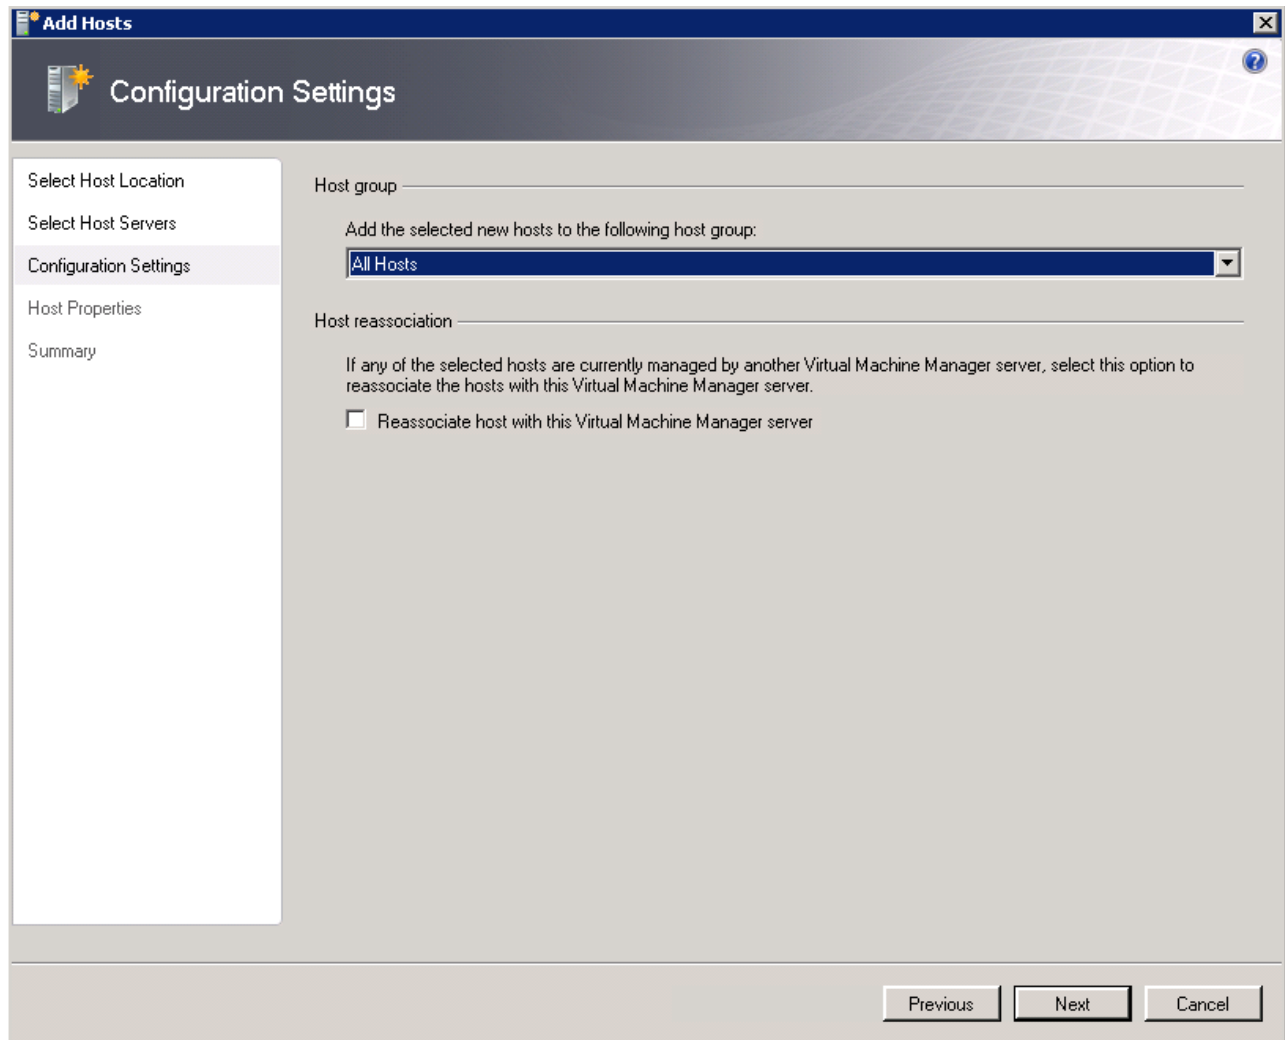 Add Hosts
Configuration Settings
Select Host Location
Select Host Servers
Configuration Settings
Host Properties
Summary
Host group
Add the selected new hosts to the following host group:
All Hosts
Host reassociation
If any of the selected hosts are currently managed by another Virtual Machine Manager server, select this option to
reassociate the hosts with this Virtual Machine Manager server.
Reassociate host with this Virtual Machine Manager server
Previous
Next
Cancel